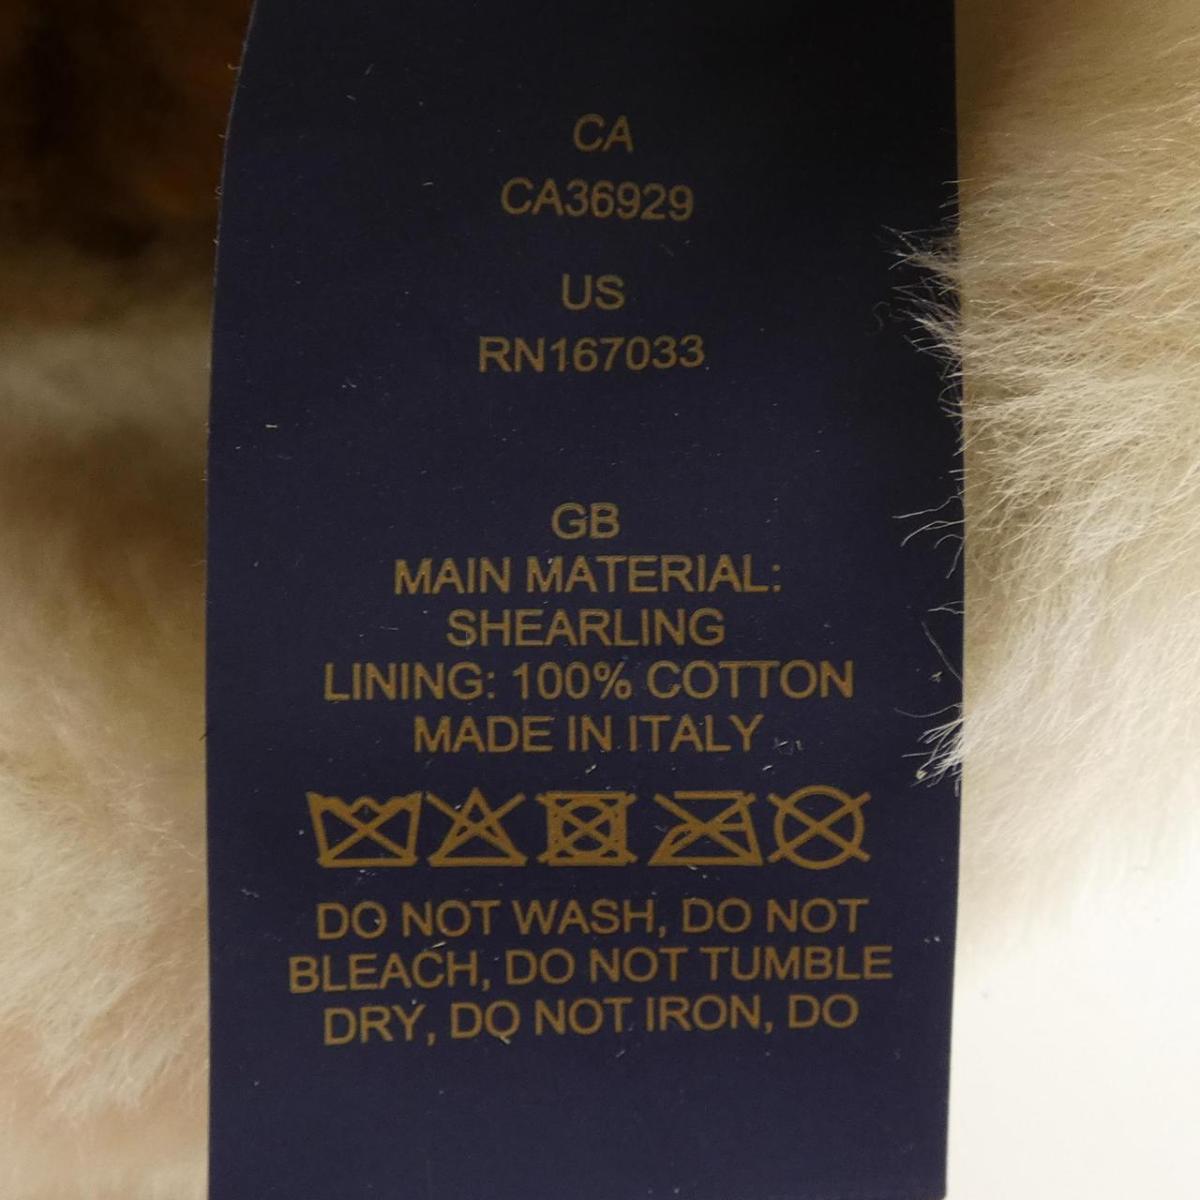 CA
CA36929
US
RN167033
GB
MAIN MATERIAL:
SHEARLING
LINING: 100% COTTON
MADE IN ITALY
DO NOT WASH, DO NOT
BLEACH, DO NOT TUMBLE
DRY, DO NOT IRON, DO